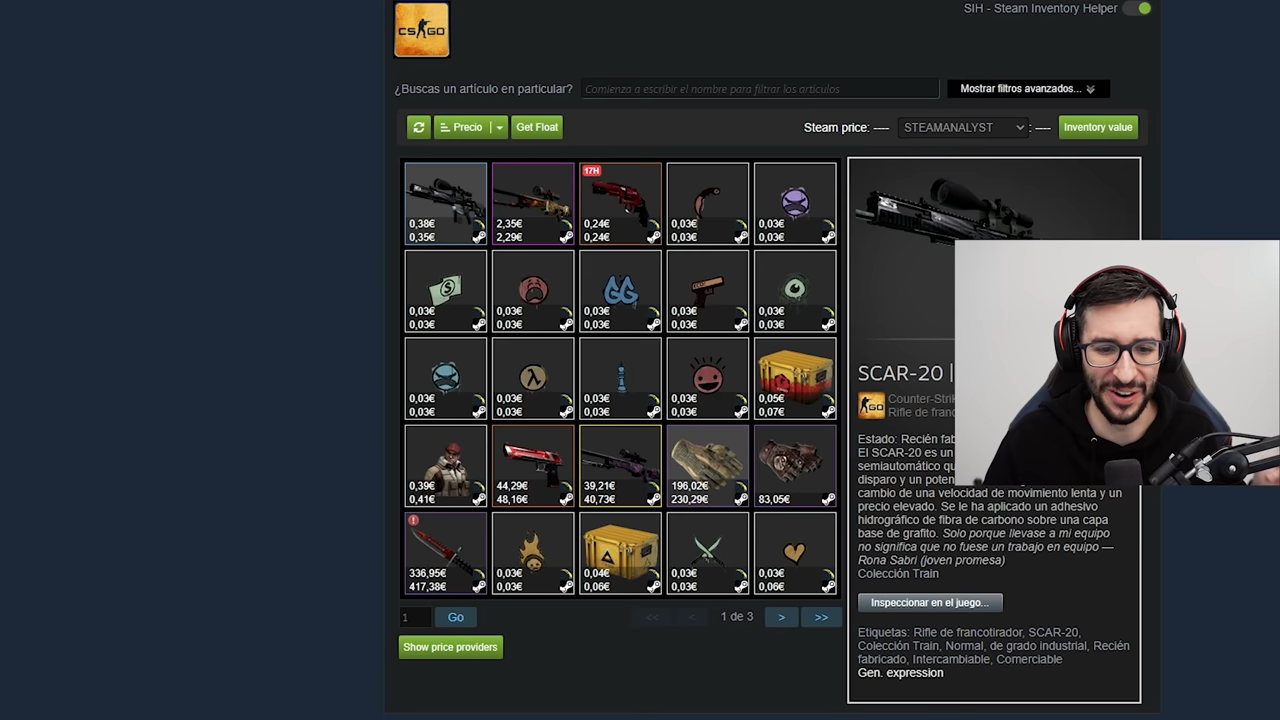 SIH - Steam Inventory Helper
CS GO
¿Buscas un artículo en particular?
Comienza a escribir el nombre para filtrar los artículos
Mostrar filtros avanzados...
Precio
Get Float
Steam price: ----
STEAMANALYST
: ----
Inventory value
0,38€
0,35€
2,35€
2,29€
17H
0,24€
0,24€
0,03€
0,03€
0,03€
0,03€
0,03€
0,03€
0,03€
0,03€
GG
0,03€
0,03€
0,03€
0,03€
0,03€
0,03€
0,03€
0,03€
0,03€
0,03€
0,03€
0,03€
0,03€
0,03€
0,05€
0,07€
0,39€
0,41€
44,29€
48,16€
39,21€
40,73€
196,02€
230,29€
83,05€
336,95€
417,38€
0,03€
0,03€
0,04€
0,06€
0,03€
0,03€
0,03€
0,03€
1
Go
<<
<
1 de 3
>
>>
Show price providers
SCAR-20 |
GO
Counter-Strik
Rifle de franco
Estado: Recién fab
El SCAR-20 es un
semiautomático qu
disparo y un poten
cambio de una velocidad de movimiento lenta y un
precio elevado. Se le ha aplicado un adhesivo
hidrográfico de fibra de carbono sobre una capa
base de grafito. Solo porque llevase a mi equipo
no significa que no fuese un trabajo en equipo —
Rona Sabri (joven promesa)
Colección Train
Inspeccionar en el juego...
Etiquetas: Rifle de francotirador, SCAR-20,
Colección Train, Normal, de grado industrial, Recién
fabricado, Intercambiable, Comerciable
Gen. expression